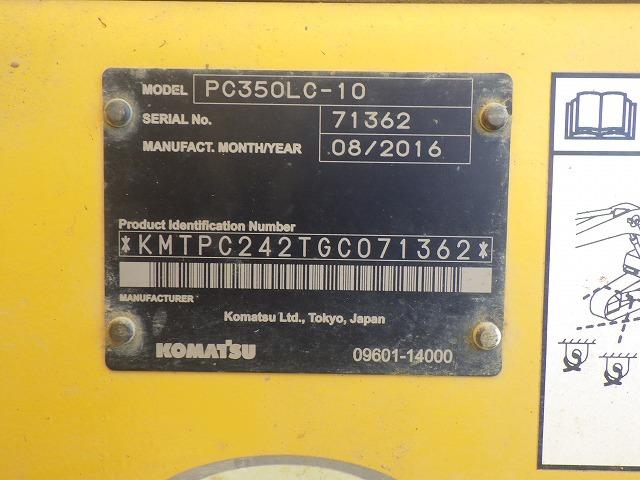 MODEL PC350LC-10
SERIAL No. 71362
MANUFACT. MONTH/YEAR 08/2016
Product Identification Number
*KMTPC242TGC071362*
MANUFACTURER
Komatsu Ltd., Tokyo, Japan
KOMATSU 09601-14000